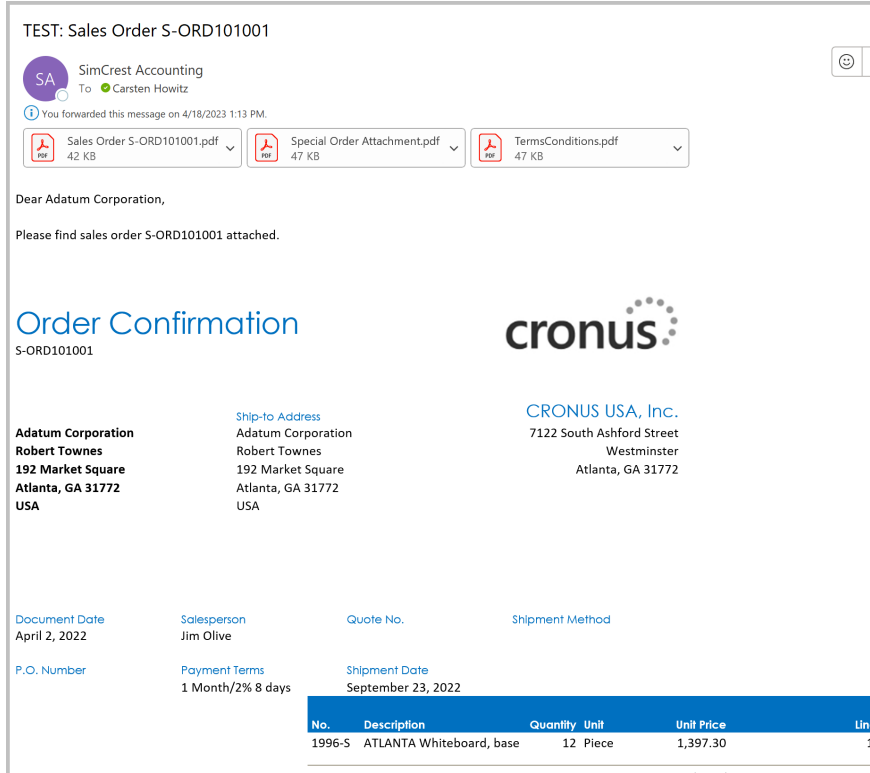 TEST: Sales Order S-ORD101001
SA
SimCrest Accounting
To Carsten Howitz
You forwarded this message on 4/18/2023 1:13 PM.
PDF Sales Order S-ORD101001.pdf 42 KB
PDF Special Order Attachment.pdf 47 KB
PDF TermsConditions.pdf 47 KB
Dear Adatum Corporation,
Please find sales order S-ORD101001 attached.
Order Confirmation
S-ORD101001
cronus
Adatum Corporation
Robert Townes
192 Market Square
Atlanta, GA 31772
USA
Ship-to Address
Adatum Corporation
Robert Townes
192 Market Square
Atlanta, GA 31772
USA
CRONUS USA, Inc.
7122 South Ashford Street
Westminster
Atlanta, GA 31772
Document Date Salesperson Quote No. Shipment Method
April 2, 2022 Jim Olive
P.O. Number Payment Terms Shipment Date
1 Month/2% 8 days September 23, 2022
No. Description Quantity Unit Unit Price
1996-S ATLANTA Whiteboard, base 12 Piece 1,397.30